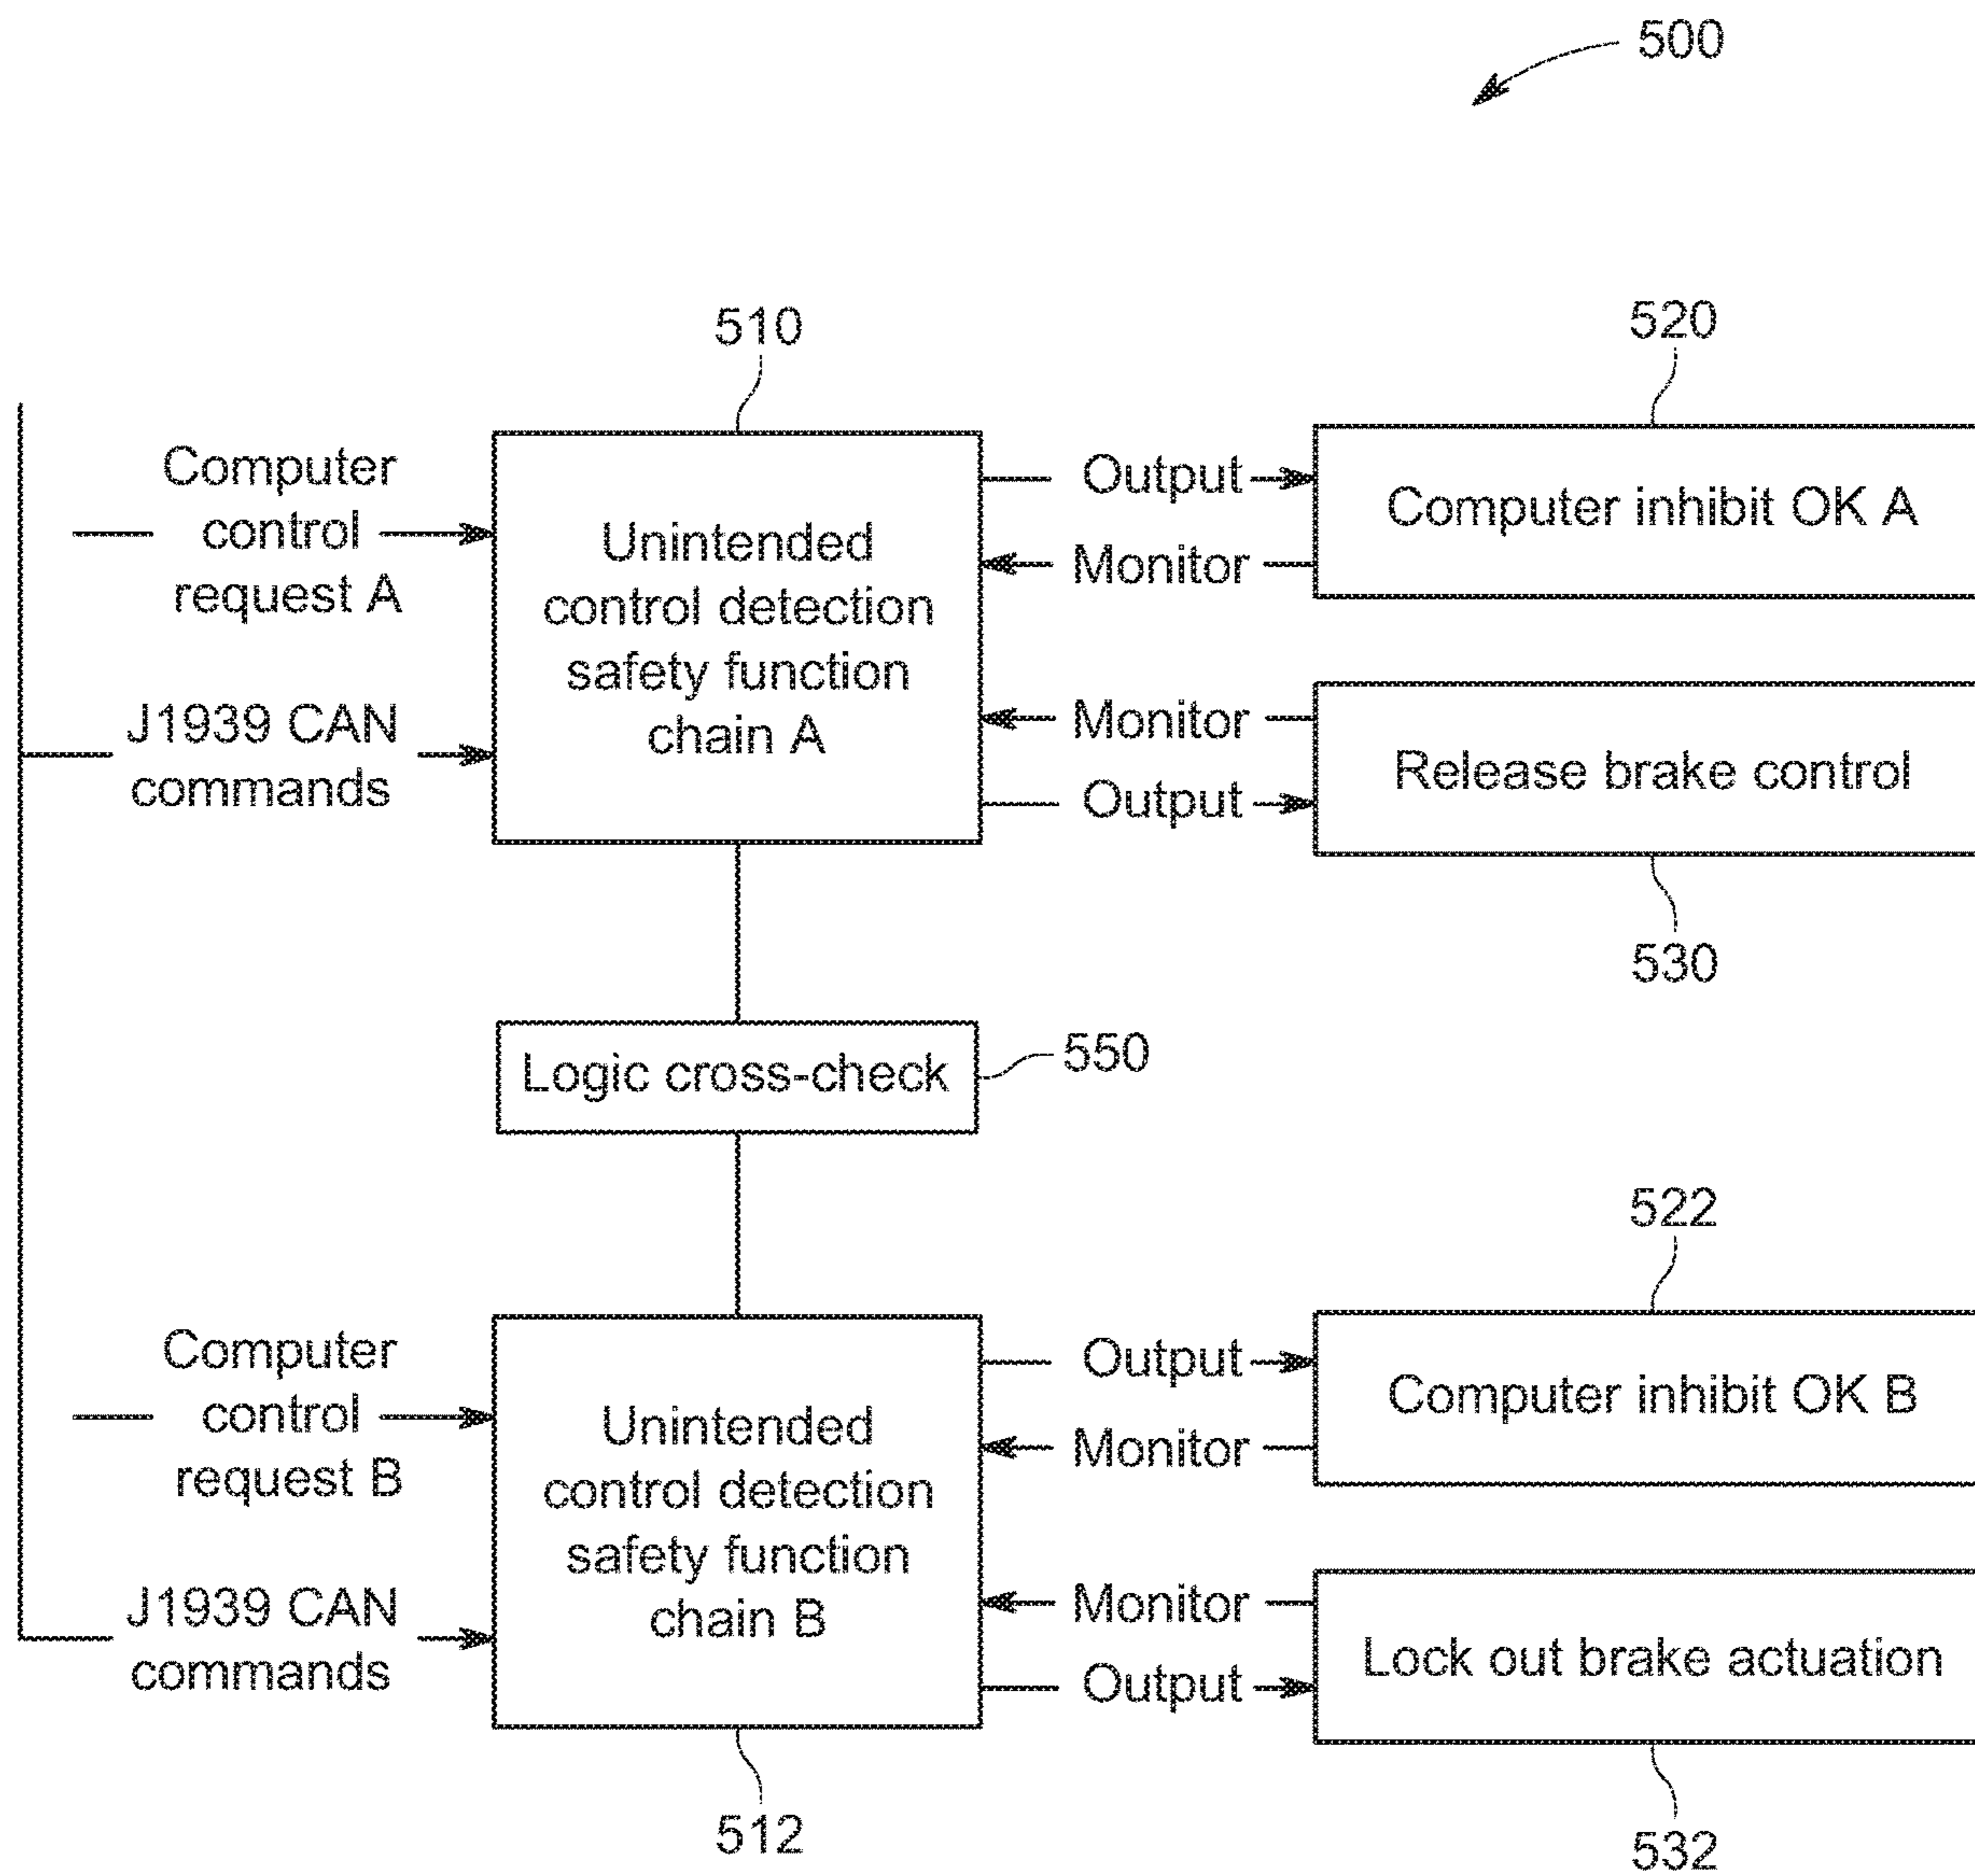 500
510
520
Computer
control
request A
J1939 CAN
commands
Unintended
control detection
safety function
chain A
Output
Monitor
Computer inhibit OK A
Monitor
Output
Release brake control
530
Logic cross-check
550
522
Computer
control
request B
J1939 CAN
commands
Unintended
control detection
safety function
chain B
Output
Monitor
Computer inhibit OK B
Monitor
Output
Lock out brake actuation
512
532